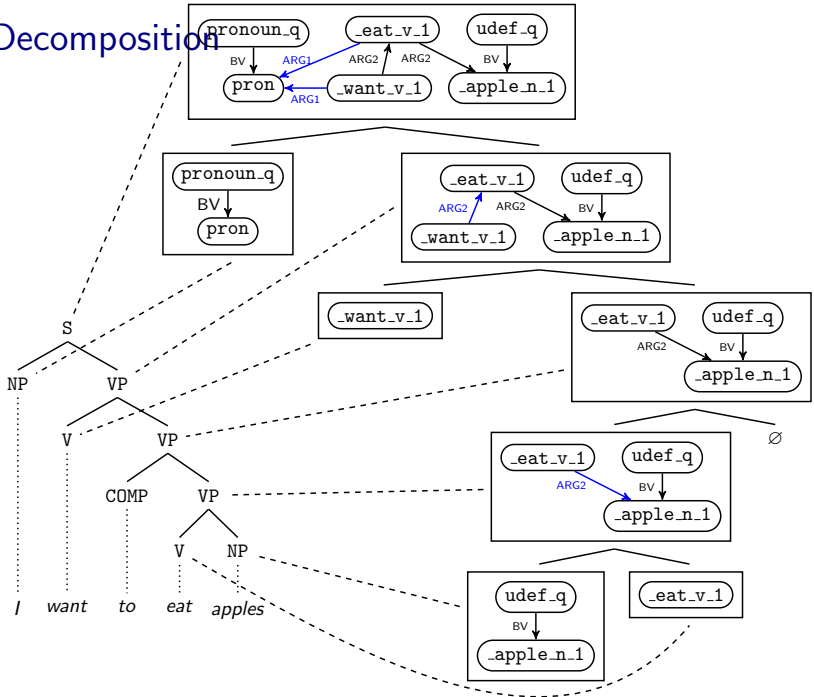 Decomposition
pronoun_q _eat_v_1 udef_q
BV ARG1 ARG2 ARG2 BV
pron _want_v_1 _apple_n_1
ARG1
pronoun_q
BV
pron
_eat_v_1 udef_q
ARG2 ARG2 BV
_want_v_1 _apple_n_1
_want_v_1
_eat_v_1 udef_q
ARG2 BV
_apple_n_1
S
NP VP
V VP
∅
COMP VP
_eat_v_1 udef_q
ARG2 BV
_apple_n_1
V NP
I want to eat apples
udef_q
BV
_apple_n_1
_eat_v_1